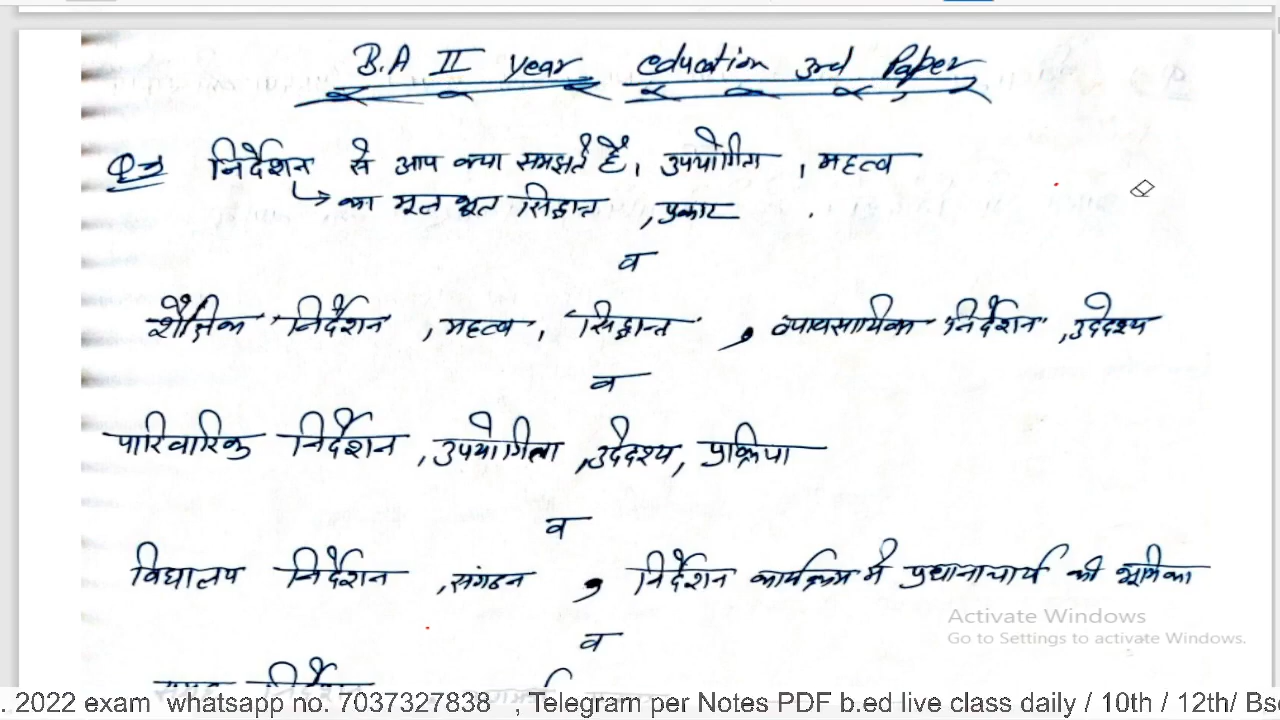 B.A II year education 3rd Paper
निर्देशन से आप क्या समझते हैं, उपयोगिता, महत्व
↳ का मूल भूत सिद्धान्त, प्रकार
व
शैक्षिक निर्देशन, महत्व, सिद्धान्त, व्यावसायिक निर्देशन, उद्देश्य
व
पारिवारिक निर्देशन, उपयोगिता, उद्देश्य, प्रक्रिया
व
विद्यालय निर्देशन, संगठन, निर्देशन कार्यक्रम में प्रधानाचार्य की भूमिका
Activate Windows
Go to Settings to activate Windows.
व
. 2022 exam whatsapp no. 7037327838 , Telegram per Notes PDF b.ed live class daily / 10th / 12th/ Bs